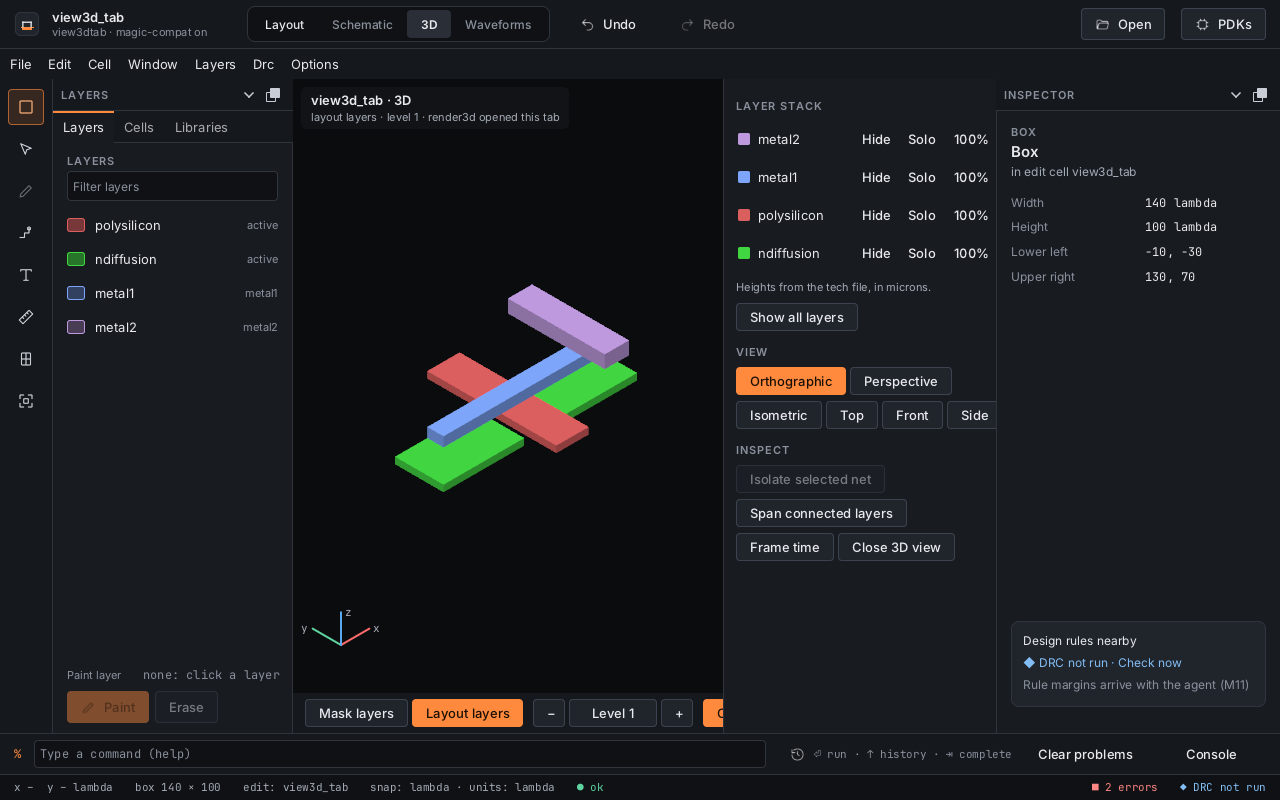 view3d_tab
view3dtab · magic-compat on
Layout Schematic 3D Waveforms
Undo Redo
Open PDKs
File Edit Cell Window Layers Drc Options
LAYERS
Layers Cells Libraries
LAYERS
Filter layers
polysilicon active
ndiffusion active
metal1 metal1
metal2 metal2
Paint layer none: click a layer
Paint Erase
view3d_tab · 3D
layout layers · level 1 · render3d opened this tab
z
y x
Mask layers Layout layers − Level 1 +
LAYER STACK
metal2 Hide Solo 100%
metal1 Hide Solo 100%
polysilicon Hide Solo 100%
ndiffusion Hide Solo 100%
Heights from the tech file, in microns.
Show all layers
VIEW
Orthographic Perspective
Isometric Top Front Side
INSPECT
Isolate selected net
Span connected layers
Frame time Close 3D view
INSPECTOR
BOX
Box
in edit cell view3d_tab
Width 140 lambda
Height 100 lambda
Lower left -10, -30
Upper right 130, 70
Design rules nearby
◆ DRC not run · Check now
Rule margins arrive with the agent (M11)
% Type a command (help)
⏎ run · ↑ history · ⇥ complete
Clear problems Console
x – y – lambda box 140 × 100 edit: view3d_tab snap: lambda · units: lambda ● ok
■ 2 errors ◆ DRC not run